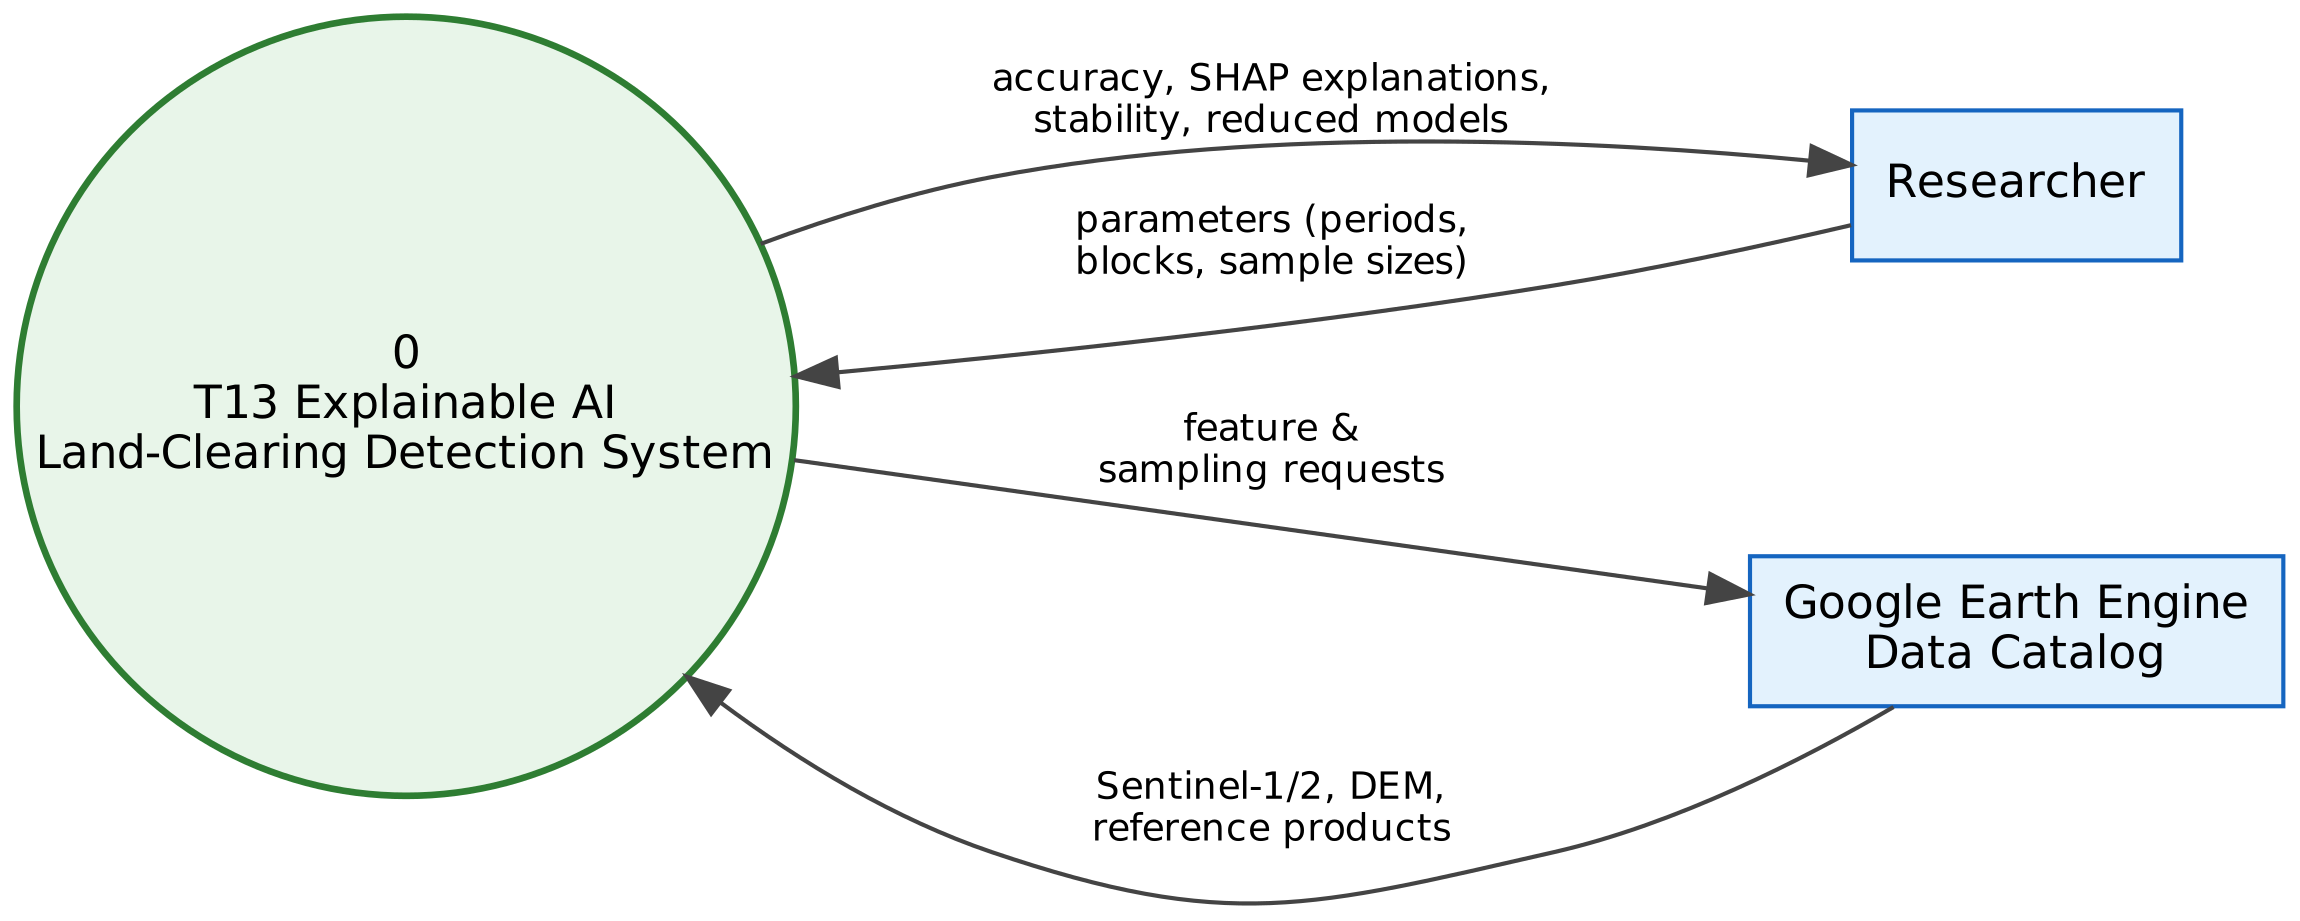 accuracy, SHAP explanations,
stability, reduced models
Researcher
parameters (periods,
blocks, sample sizes)
0
T13 Explainable AI
Land-Clearing Detection System
feature &
sampling requests
Google Earth Engine
Data Catalog
Sentinel-1/2, DEM,
reference products